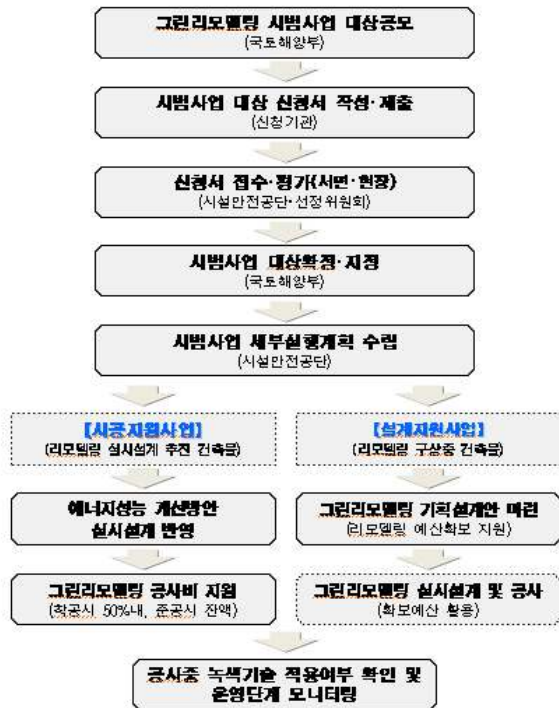 그린리모델링 시범사업 대상공모
(국토해양부)
시범사업 대상 신청서 작성·제출
(신청기관)
신청서 접수·평가(서면·현장)
(시설안전공단·선정위원회)
시범사업 대상확정·지정
(국토해양부)
시범사업 세부실행계획 수립
(시설안전공단)
[시공지원사업]
(리모델링 실시설계 추진 건축물)
에너지성능 개선방안
실시설계 반영
그린리모델링 공사비 지원
(착공시 50%내, 준공시 잔액)
[설계지원사업]
(리모델링 구상중 건축물)
그린리모델링 기획설계안 마련
(리모델링 예산확보 지원)
그린리모델링 실시설계 및 공사
(확보예산 활용)
공사중 녹색기술 적용여부 확인 및
운영단계 모니터링